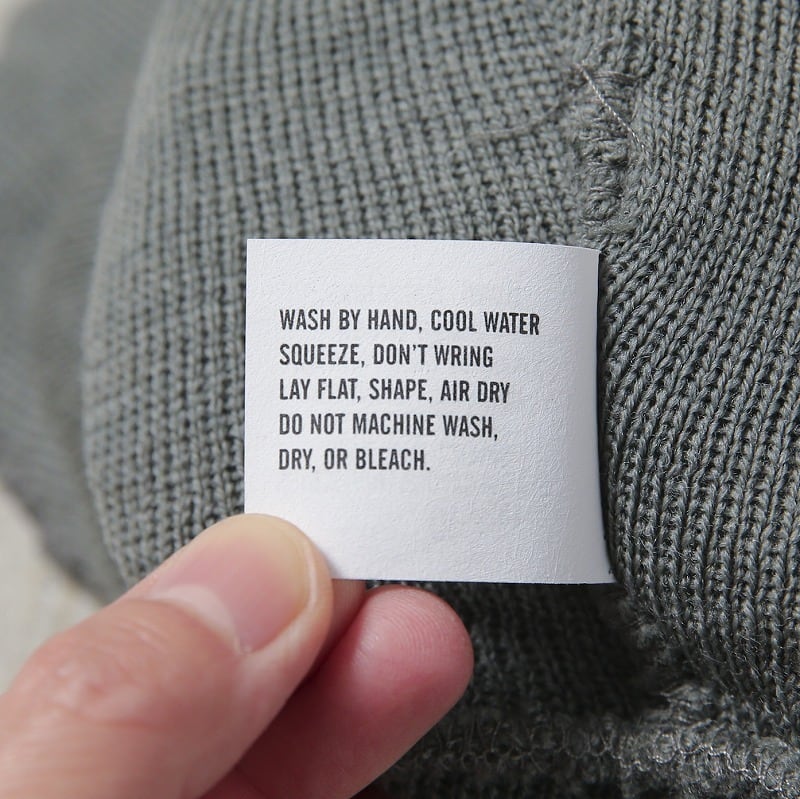 WASH BY HAND, COOL WATER
SQUEEZE, DON'T WRING
LAY FLAT, SHAPE, AIR DRY
DO NOT MACHINE WASH,
DRY, OR BLEACH.